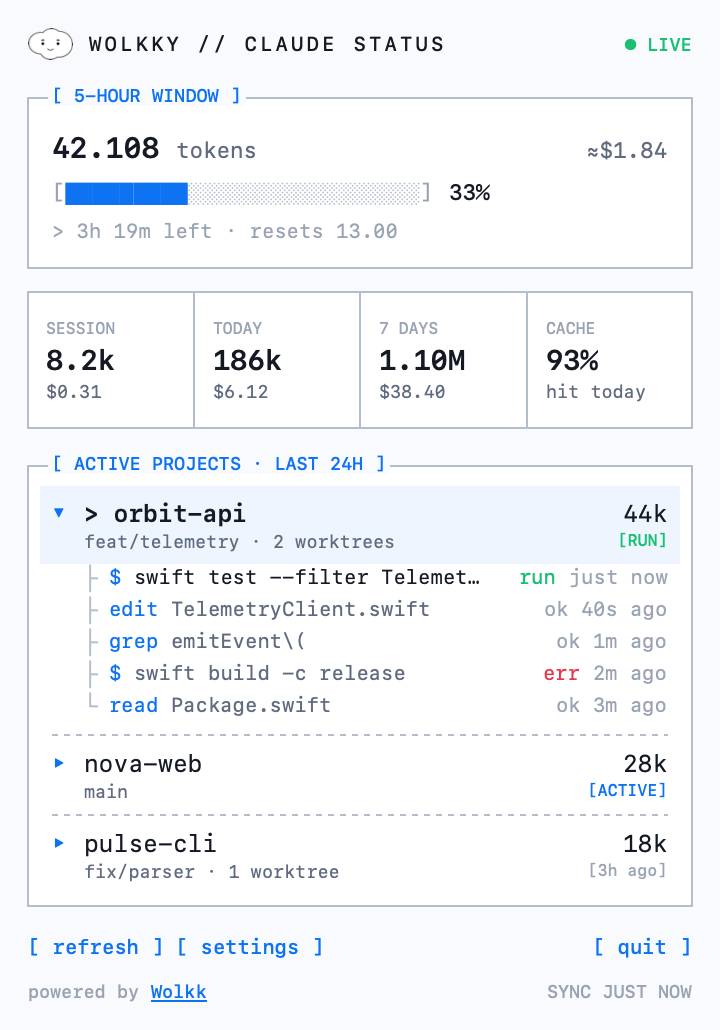 WOLKKY // CLAUDE STATUS ● LIVE
[ 5-HOUR WINDOW ]
42.108 tokens ≈$1.84
[███████░░░░░░░░░░░░░] 33%
> 3h 19m left · resets 13.00
SESSION TODAY 7 DAYS CACHE
8.2k 186k 1.10M 93%
$0.31 $6.12 $38.40 hit today
[ ACTIVE PROJECTS · LAST 24H ]
▼ > orbit-api 44k
feat/telemetry · 2 worktrees [RUN]
├ $ swift test --filter Telemet… run just now
├ edit TelemetryClient.swift ok 40s ago
├ grep emitEvent\( ok 1m ago
├ $ swift build -c release err 2m ago
└ read Package.swift ok 3m ago
▶ nova-web 28k
main [ACTIVE]
▶ pulse-cli 18k
fix/parser · 1 worktree [3h ago]
[ refresh ] [ settings ] [ quit ]
powered by Wolkk SYNC JUST NOW